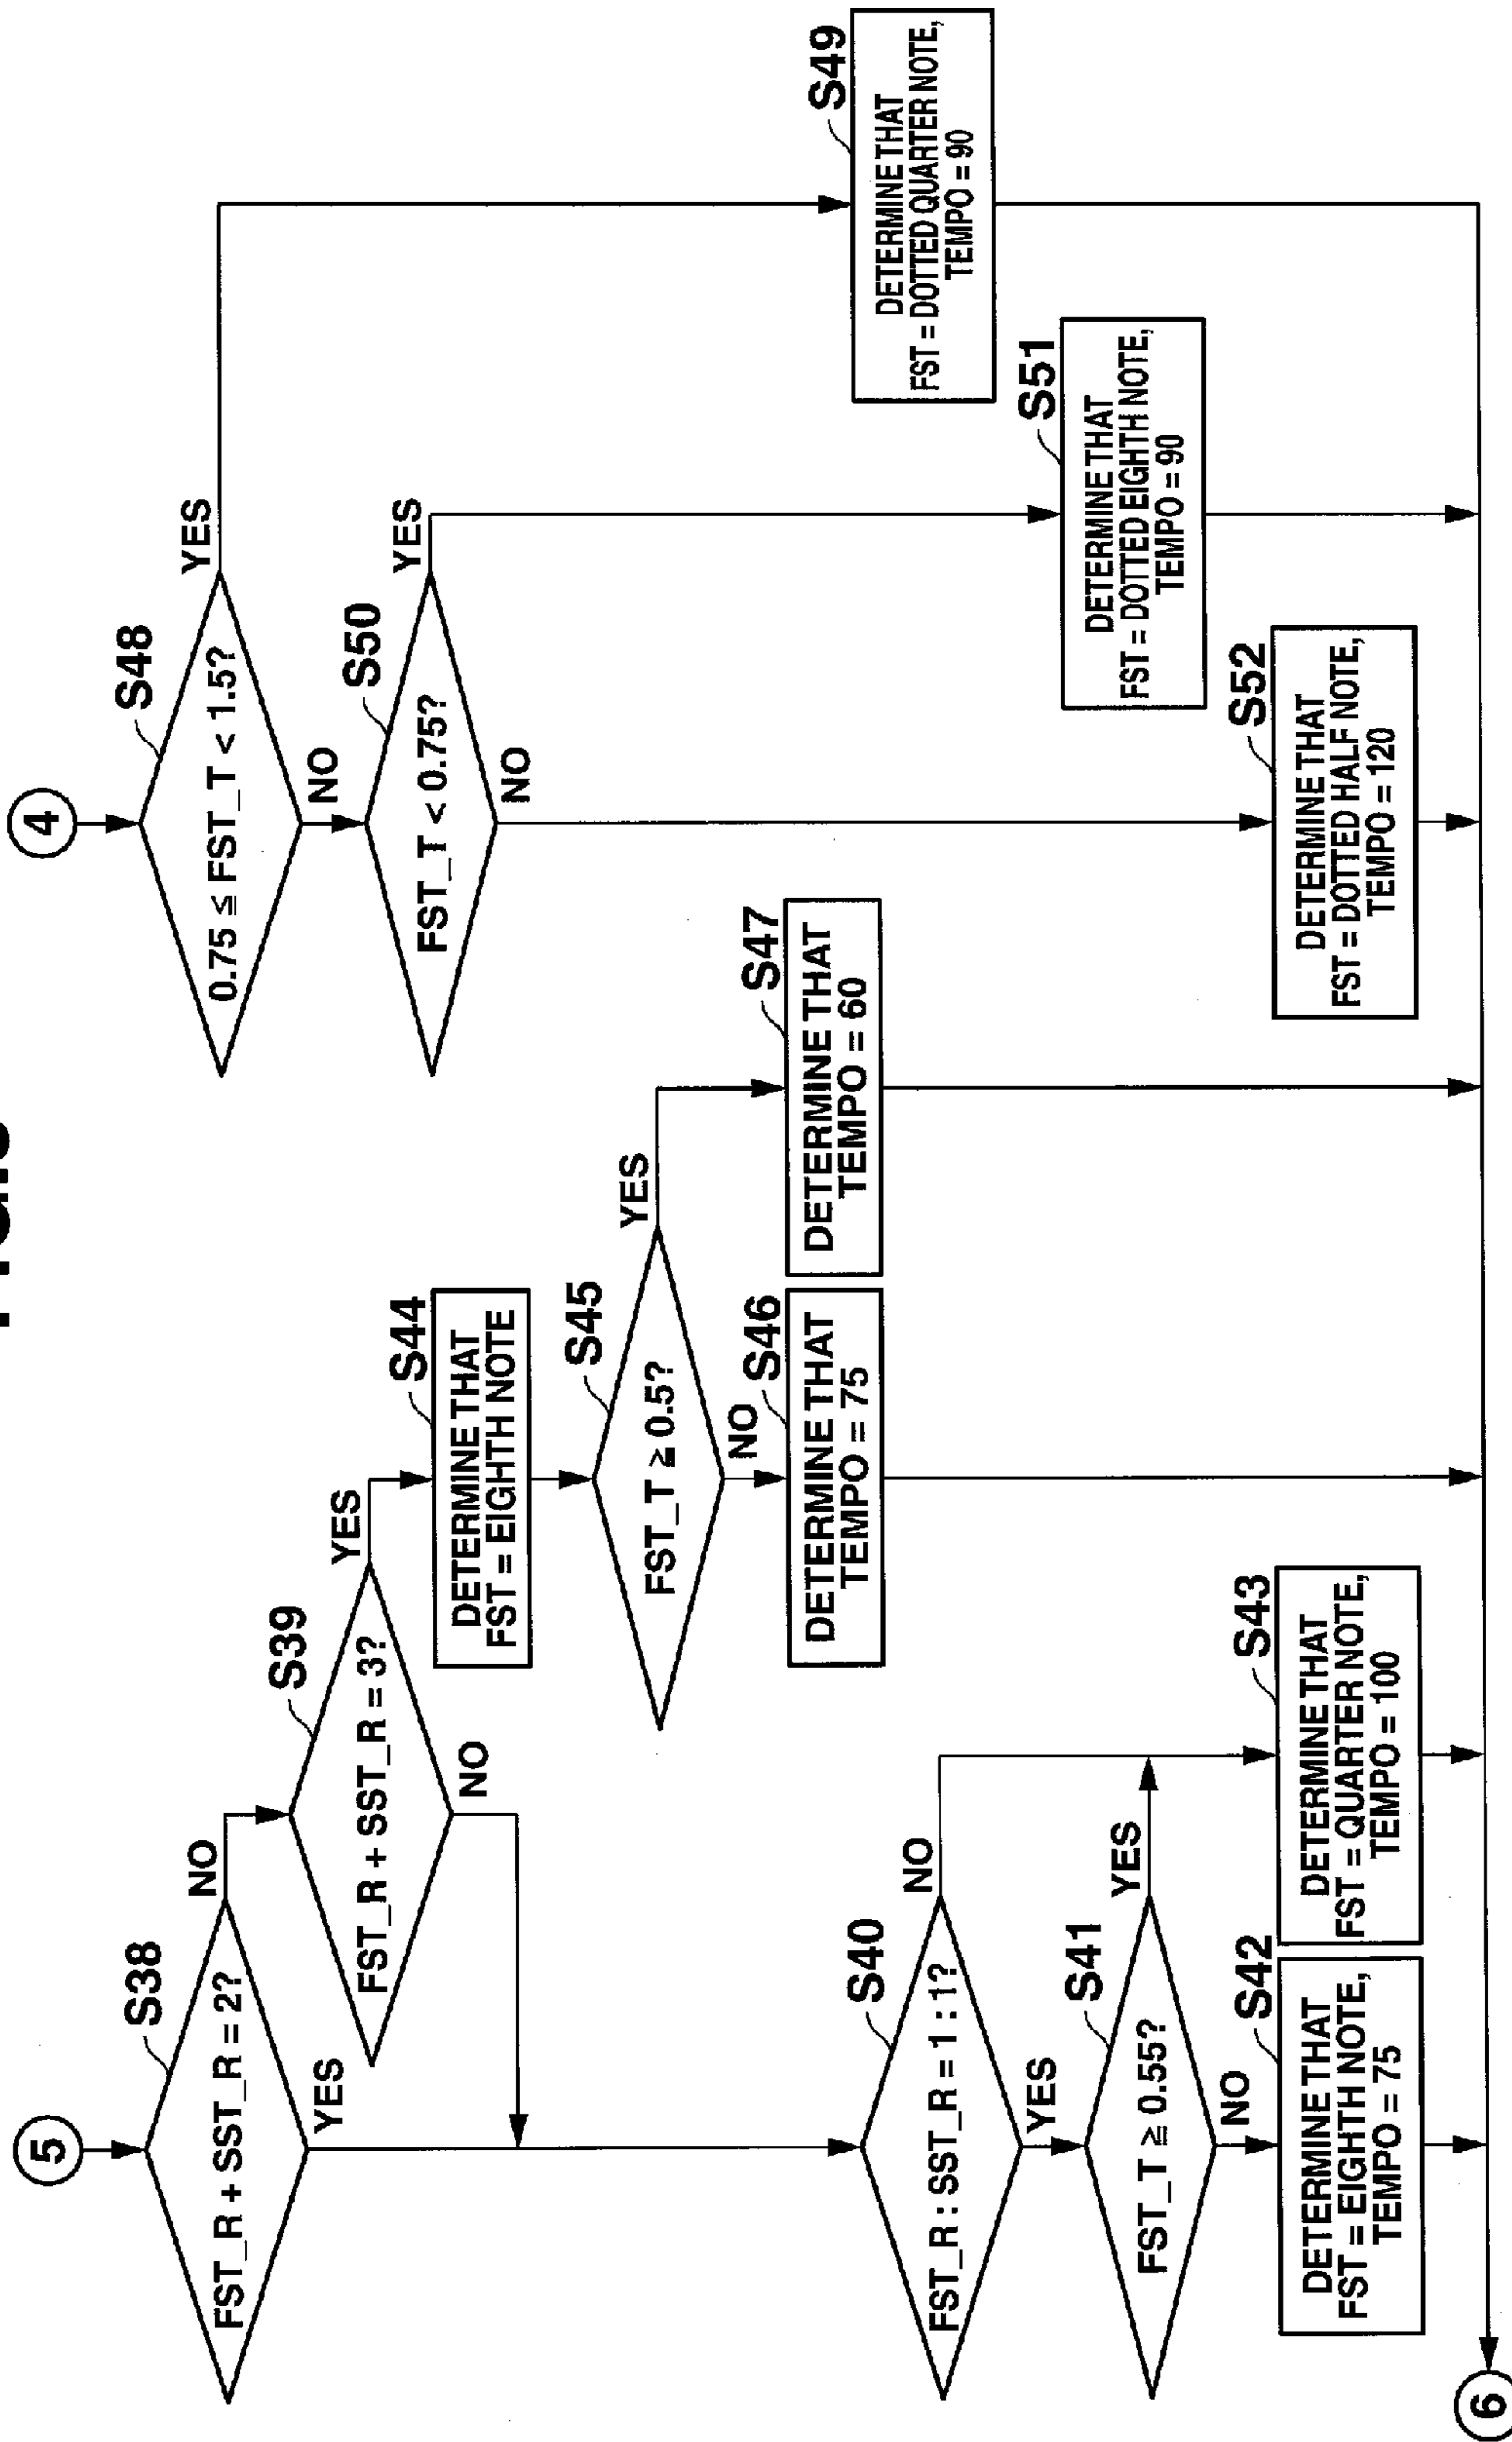 5
S38
FST_R + SST_R = 2?
NO
YES
S39
FST_R + SST_R = 3?
YES
NO
S44
DETERMINE THAT
FST = EIGHTH NOTE
S45
FST_T ≧ 0.5?
YES
NO
S46
DETERMINE THAT
TEMPO = 75
S47
DETERMINE THAT
TEMPO = 60
S40
FST_R : SST_R = 1 : 1?
NO
YES
S41
FST_T ≧ 0.55?
YES
NO
S42
DETERMINE THAT
FST = EIGHTH NOTE,
TEMPO = 75
S43
DETERMINE THAT
FST = QUARTER NOTE,
TEMPO = 100
4
S48
0.75 ≦ FST_T < 1.5?
YES
NO
S50
FST_T < 0.75?
YES
NO
S49
DETERMINE THAT
FST = DOTTED QUARTER NOTE,
TEMPO = 90
S51
DETERMINE THAT
FST = DOTTED EIGHTH NOTE,
TEMPO = 90
S52
DETERMINE THAT
FST = DOTTED HALF NOTE,
TEMPO = 120
6